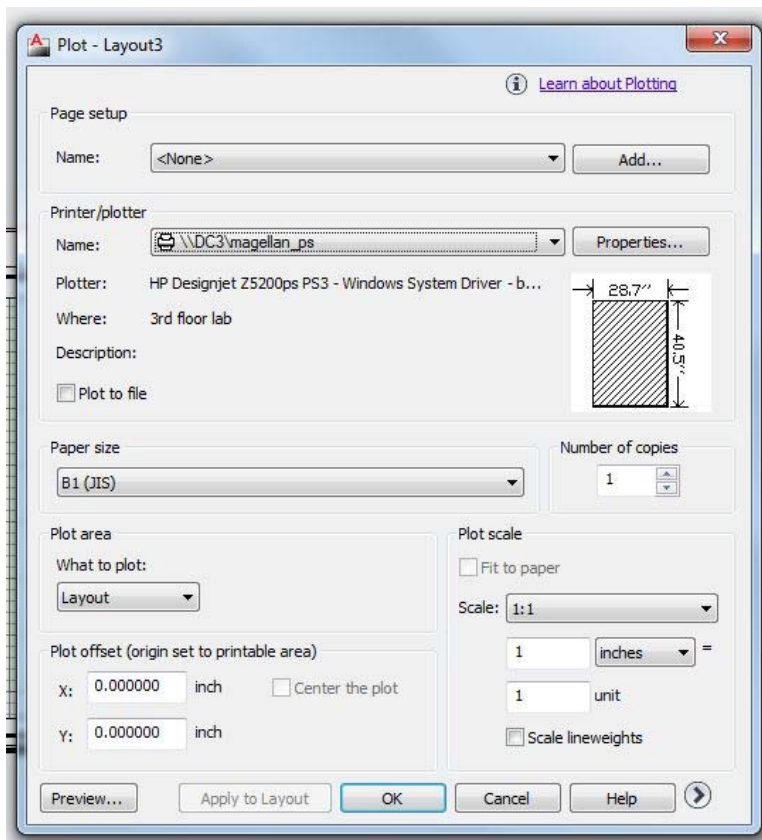 Plot - Layout3
Learn about Plotting
Page setup
Name: <None> Add...
Printer/plotter
Name: \\DC3\magellan_ps Properties...
Plotter: HP Designjet Z5200ps PS3 - Windows System Driver - b...
Where: 3rd floor lab
Description:
Plot to file
28.7″
40.5″
Paper size
B1 (JIS)
Number of copies
1
Plot area
What to plot:
Layout
Plot offset (origin set to printable area)
X: 0.000000 inch Center the plot
Y: 0.000000 inch
Plot scale
Fit to paper
Scale: 1:1
1 inches =
1 unit
Scale lineweights
Preview... Apply to Layout OK Cancel Help